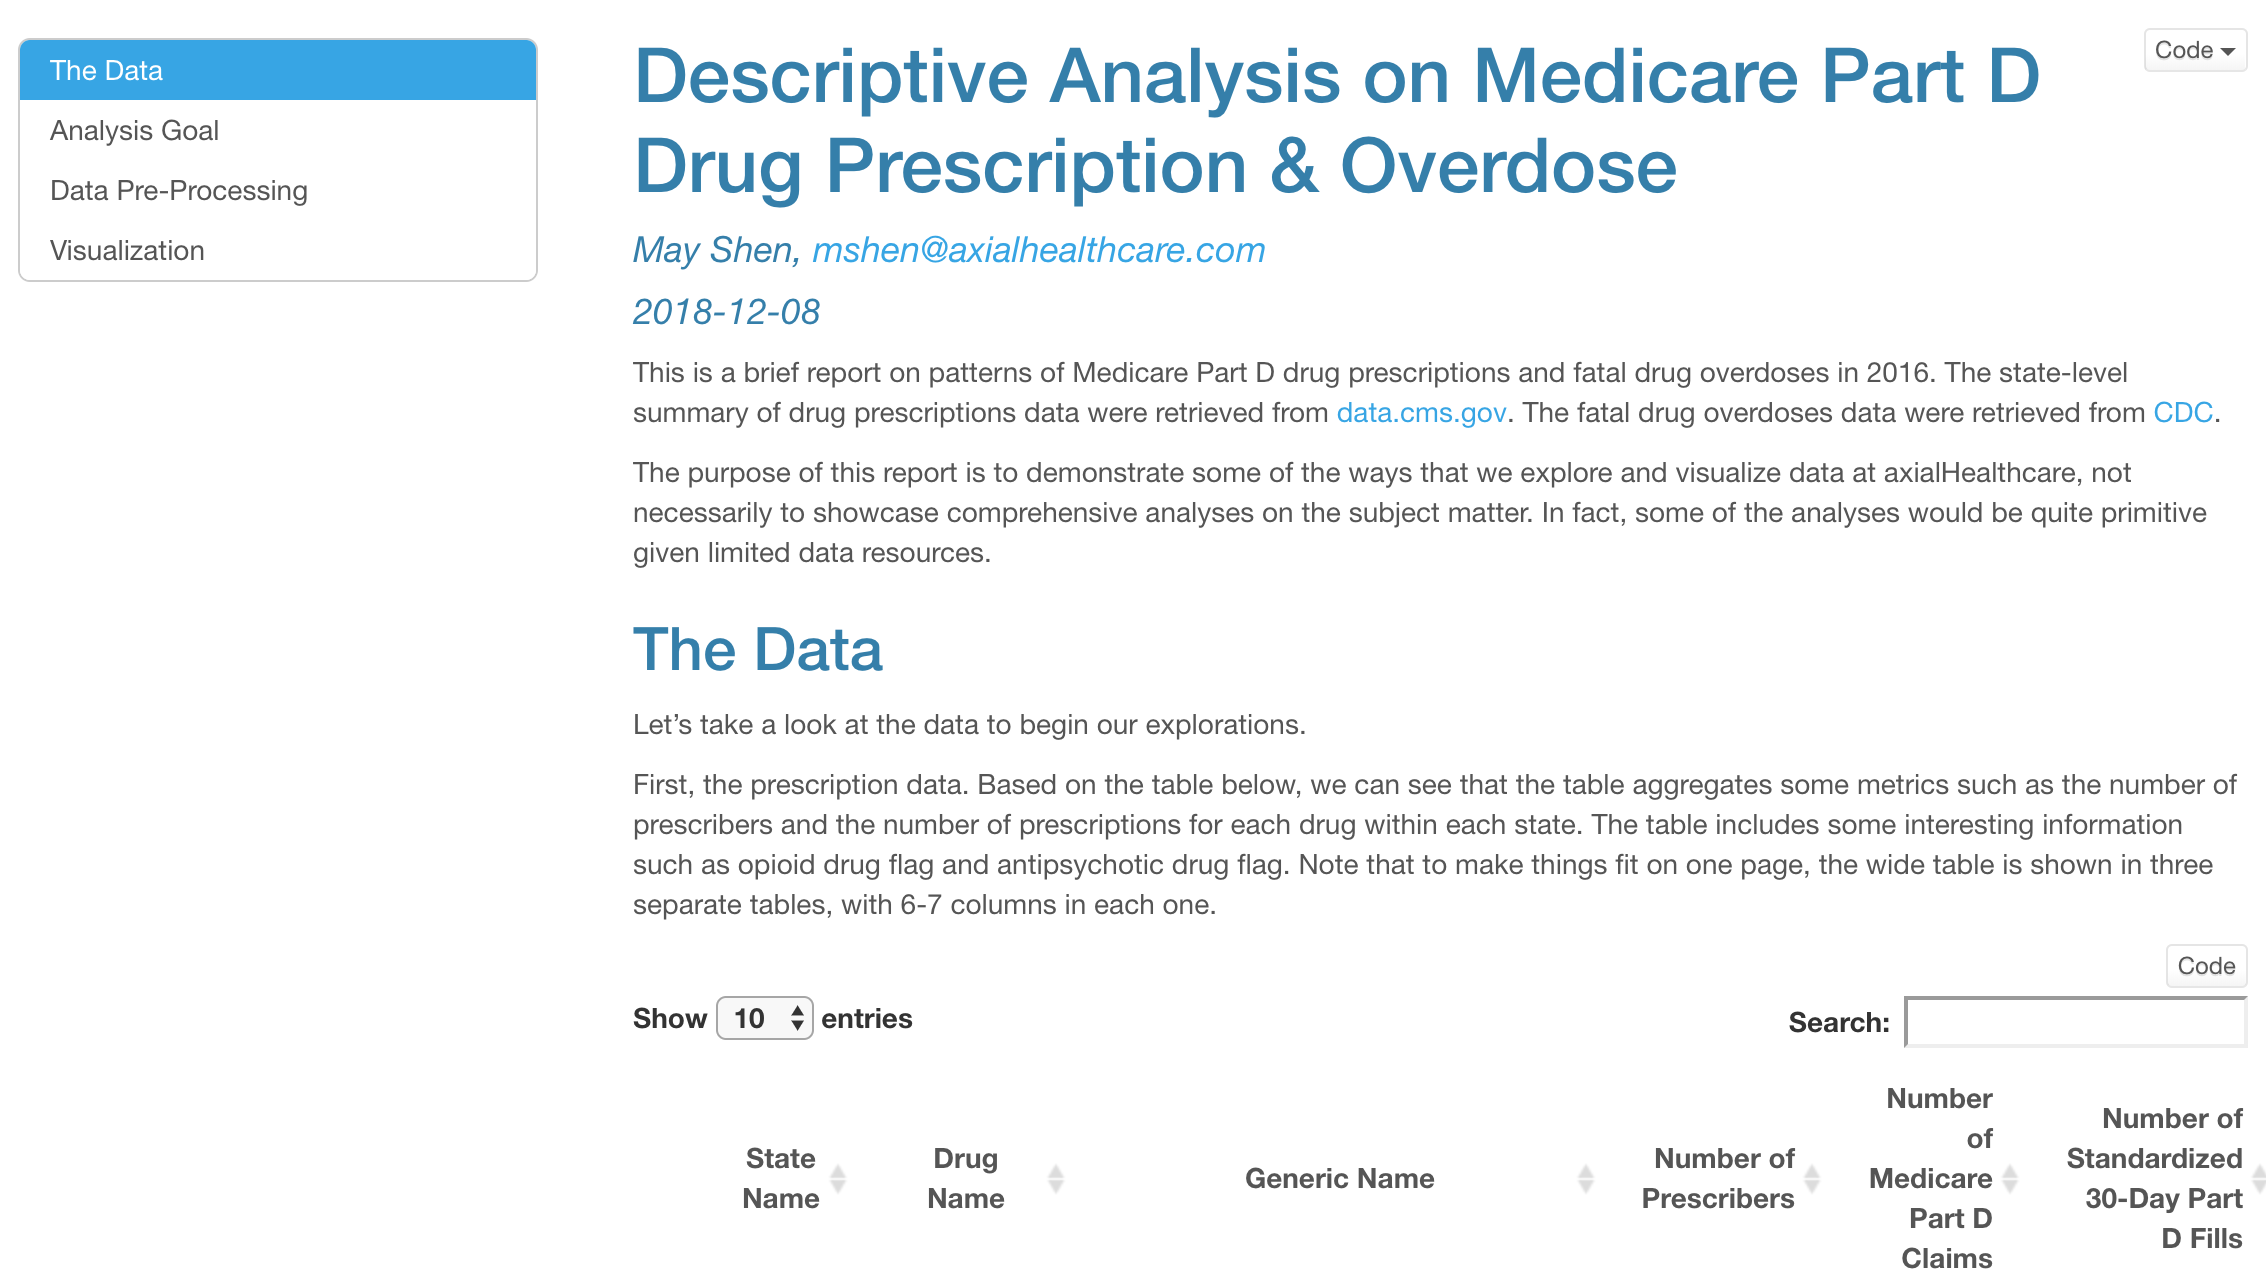 The Data
Analysis Goal
Data Pre-Processing
Visualization
Code
Descriptive Analysis on Medicare Part D
Drug Prescription & Overdose
May Shen, mshen@axialhealthcare.com
2018-12-08
This is a brief report on patterns of Medicare Part D drug prescriptions and fatal drug overdoses in 2016. The state-level
summary of drug prescriptions data were retrieved from data.cms.gov. The fatal drug overdoses data were retrieved from CDC.
The purpose of this report is to demonstrate some of the ways that we explore and visualize data at axialHealthcare, not
necessarily to showcase comprehensive analyses on the subject matter. In fact, some of the analyses would be quite primitive
given limited data resources.
The Data
Let’s take a look at the data to begin our explorations.
First, the prescription data. Based on the table below, we can see that the table aggregates some metrics such as the number of
prescribers and the number of prescriptions for each drug within each state. The table includes some interesting information
such as opioid drug flag and antipsychotic drug flag. Note that to make things fit on one page, the wide table is shown in three
separate tables, with 6-7 columns in each one.
Code
Show 10 entries
Search:
State
Name
Drug
Name
Generic Name
Number of
Prescribers
Number
of
Medicare
Part D
Claims
Number of
Standardized
30-Day Part
D Fills